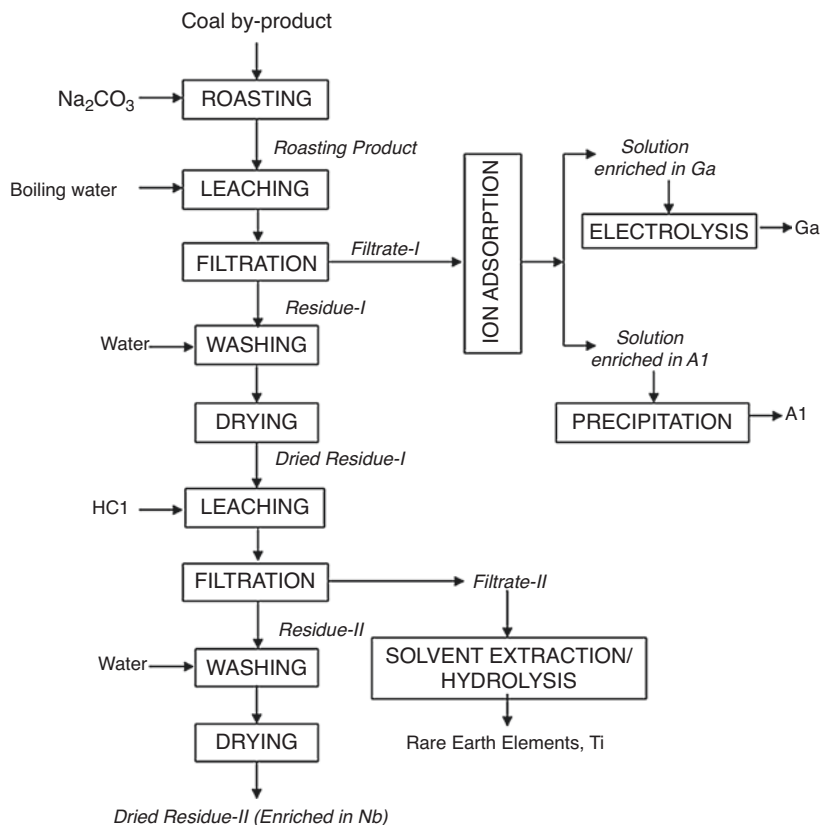 Coal by-product
Na₂CO₃
ROASTING
Roasting Product
Boiling water
LEACHING
FILTRATION
Filtrate-I
ION ADSORPTION
Solution
enriched in Ga
ELECTROLYSIS
Ga
Solution
enriched in A1
PRECIPITATION
A1
Residue-I
Water
WASHING
DRYING
Dried Residue-I
HC1
LEACHING
FILTRATION
Filtrate-II
SOLVENT EXTRACTION/
HYDROLYSIS
Rare Earth Elements, Ti
Residue-II
Water
WASHING
DRYING
Dried Residue-II (Enriched in Nb)